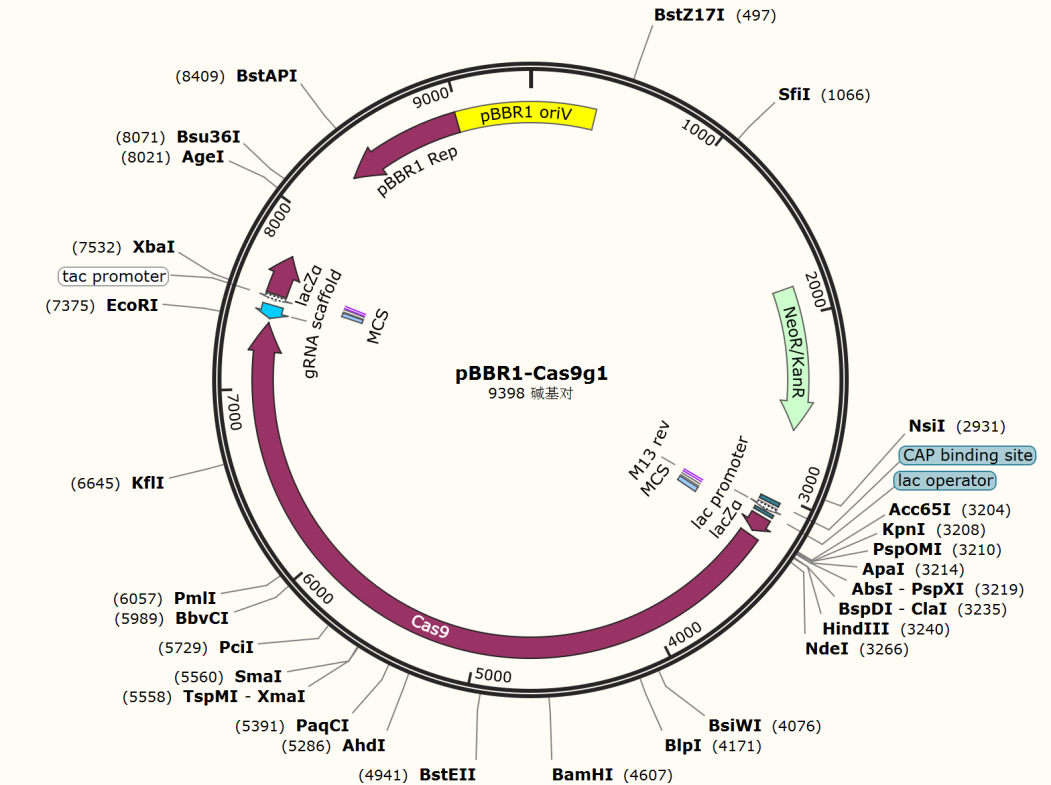 BstZ17I (497)
SfiI (1066)
(8409) BstAPI
(8071) Bsu36I
(8021) AgeI
(7532) XbaI
tac promoter
(7375) EcoRI
(6645) KflI
(6057) PmlI
(5989) BbvCI
(5729) PciI
(5560) SmaI
(5558) TspMI - XmaI
(5391) PaqCI
(5286) AhdI
(4941) BstEII
BamHI (4607)
BlpI (4171)
BsiWI (4076)
NsiI (2931)
CAP binding site
lac operator
Acc65I (3204)
KpnI (3208)
PspOMI (3210)
ApaI (3214)
AbsI - PspXI (3219)
BspDI - ClaI (3235)
HindIII (3240)
NdeI (3266)
1000
2000
3000
4000
5000
6000
7000
8000
9000
pBBR1 oriV
pBBR1 Rep
NeoR/KanR
lacZα
gRNA scaffold
MCS
pBBR1-Cas9g1
9398 碱基对
M13 rev
MCS
lac promoter
lacZα
Cas9